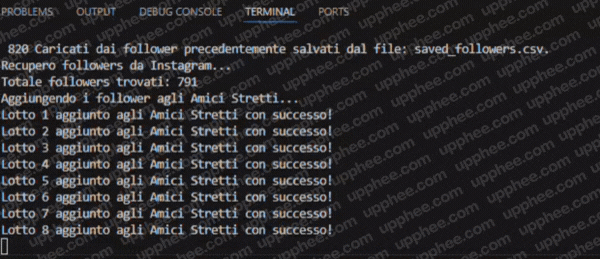 PROBLEMS OUTPUT DEBUG CONSOLE TERMINAL PORTS
820 Caricati dai follower precedentemente salvati dal file: saved_followers.csv.
Recupero followers da Instagram...
Totale followers trovati: 791
Aggiungendo i follower agli Amici Stretti...
Lotto 1 aggiunto agli Amici Stretti con successo!
Lotto 2 aggiunto agli Amici Stretti con successo!
Lotto 3 aggiunto agli Amici Stretti con successo!
Lotto 4 aggiunto agli Amici Stretti con successo!
Lotto 5 aggiunto agli Amici Stretti con successo!
Lotto 6 aggiunto agli Amici Stretti con successo!
Lotto 7 aggiunto agli Amici Stretti con successo!
Lotto 8 aggiunto agli Amici Stretti con successo!
upphee.com